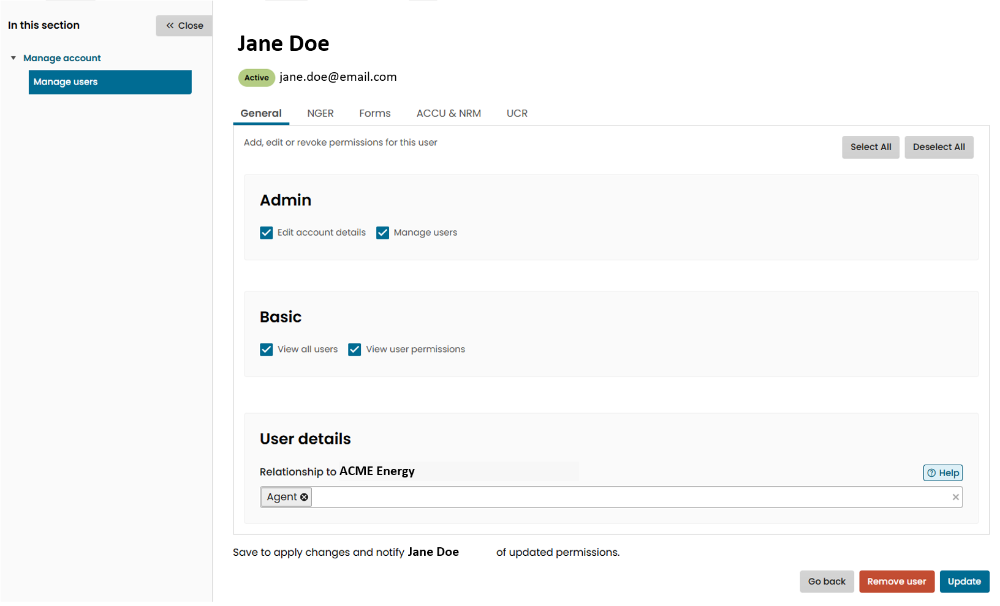 In this section
Close
Manage account
Manage users
Jane Doe
Active jane.doe@email.com
General NGER Forms ACCU & NRM UCR
Add, edit or revoke permissions for this user
Select All Deselect All
Admin
Edit account details Manage users
Basic
View all users View user permissions
User details
Relationship to ACME Energy
Help
Agent
Save to apply changes and notify Jane Doe of updated permissions.
Go back Remove user Update